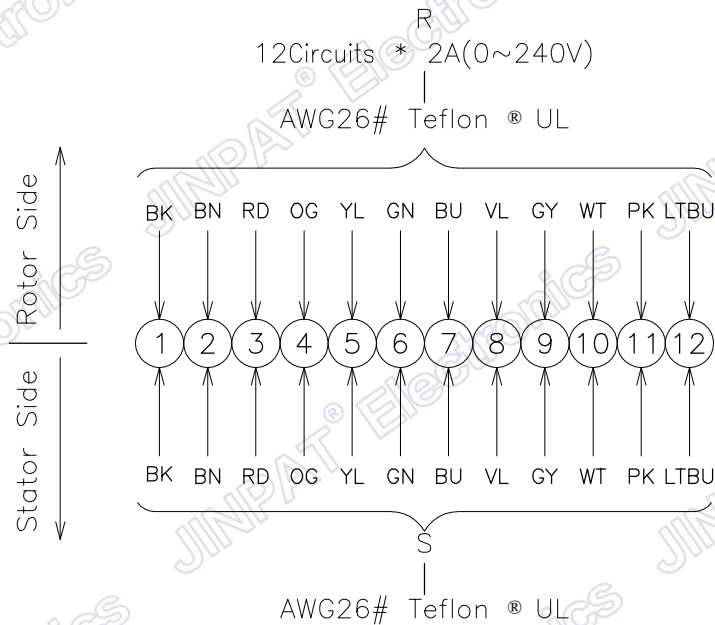 R
12Circuits * 2A(0~240V)
AWG26# Teflon ® UL
Rotor Side
BK BN RD OG YL GN BU VL GY WT PK LTBU
1 2 3 4 5 6 7 8 9 10 11 12
Stator Side
BK BN RD OG YL GN BU VL GY WT PK LTBU
S
AWG26# Teflon ® UL
JINPAT® Electronics
JINPAT® Electronics